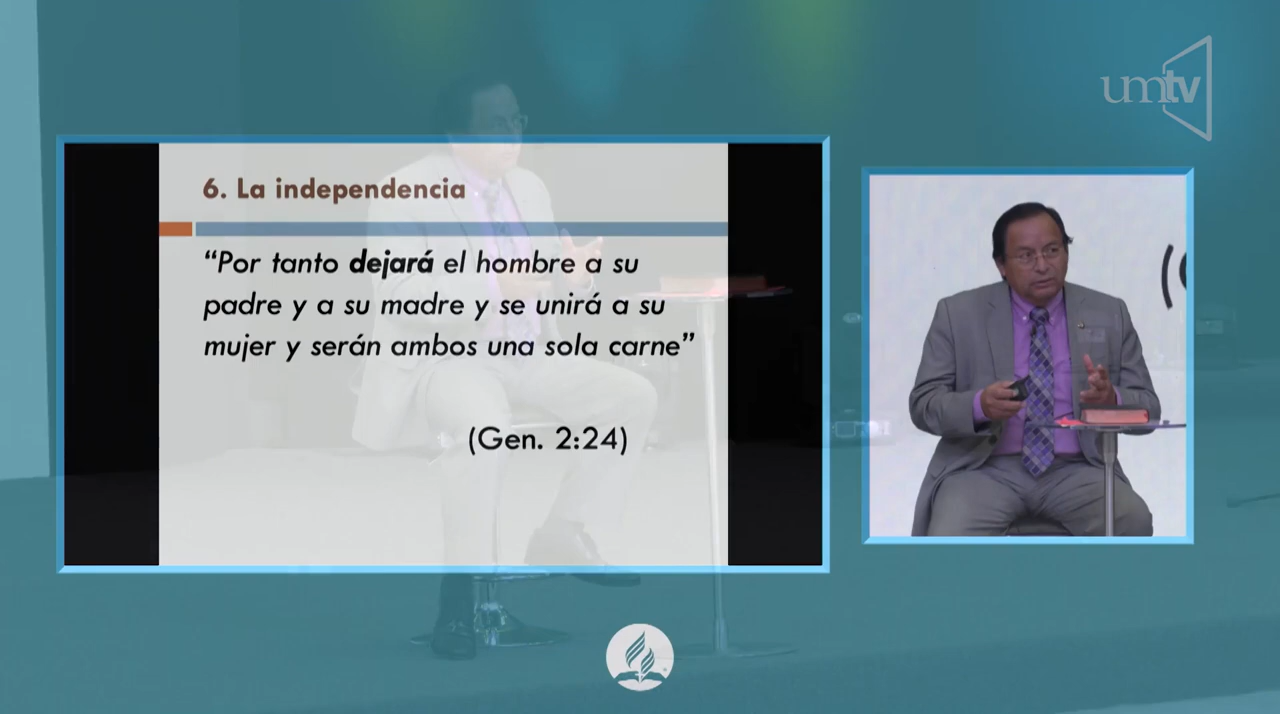 umtv
6. La independencia
“Por tanto dejará el hombre a su
padre y a su madre y se unirá a su
mujer y serán ambos una sola carne”
(Gen. 2:24)